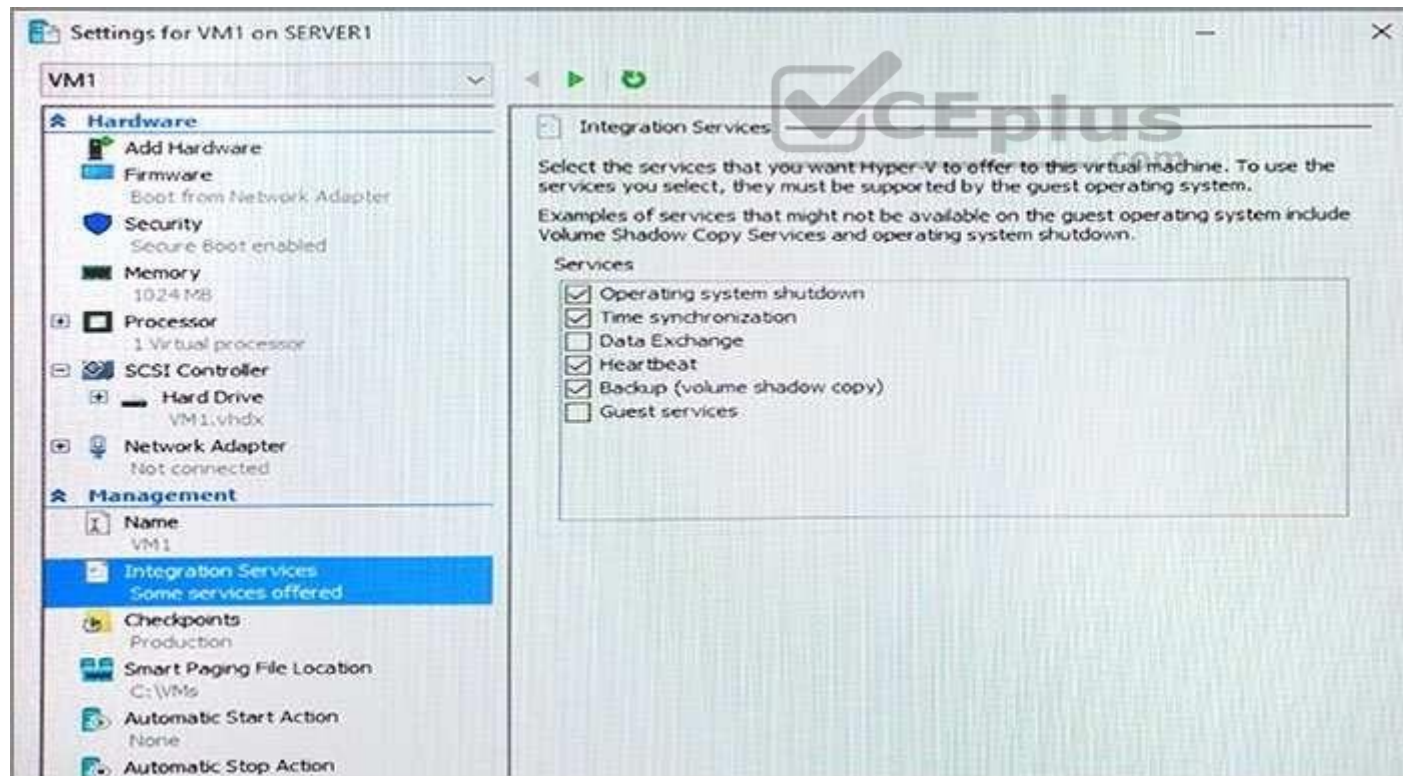 Settings for VM1 on SERVER1
VM1
Hardware
Add Hardware
Firmware
Boot from Network Adapter
Security
Secure Boot enabled
Memory
1024 MB
Processor
1 Virtual processor
SCSI Controller
Hard Drive
VM1.vhdx
Network Adapter
Not connected
Management
Name
VM1
Integration Services
Some services offered
Checkpoints
Production
Smart Paging File Location
C:\VMs
Automatic Start Action
None
Automatic Stop Action
CEplus
.com
Integration Services
Select the services that you want Hyper-V to offer to this virtual machine. To use the
services you select, they must be supported by the guest operating system.
Examples of services that might not be available on the guest operating system include
Volume Shadow Copy Services and operating system shutdown.
Services
Operating system shutdown
Time synchronization
Data Exchange
Heartbeat
Backup (volume shadow copy)
Guest services